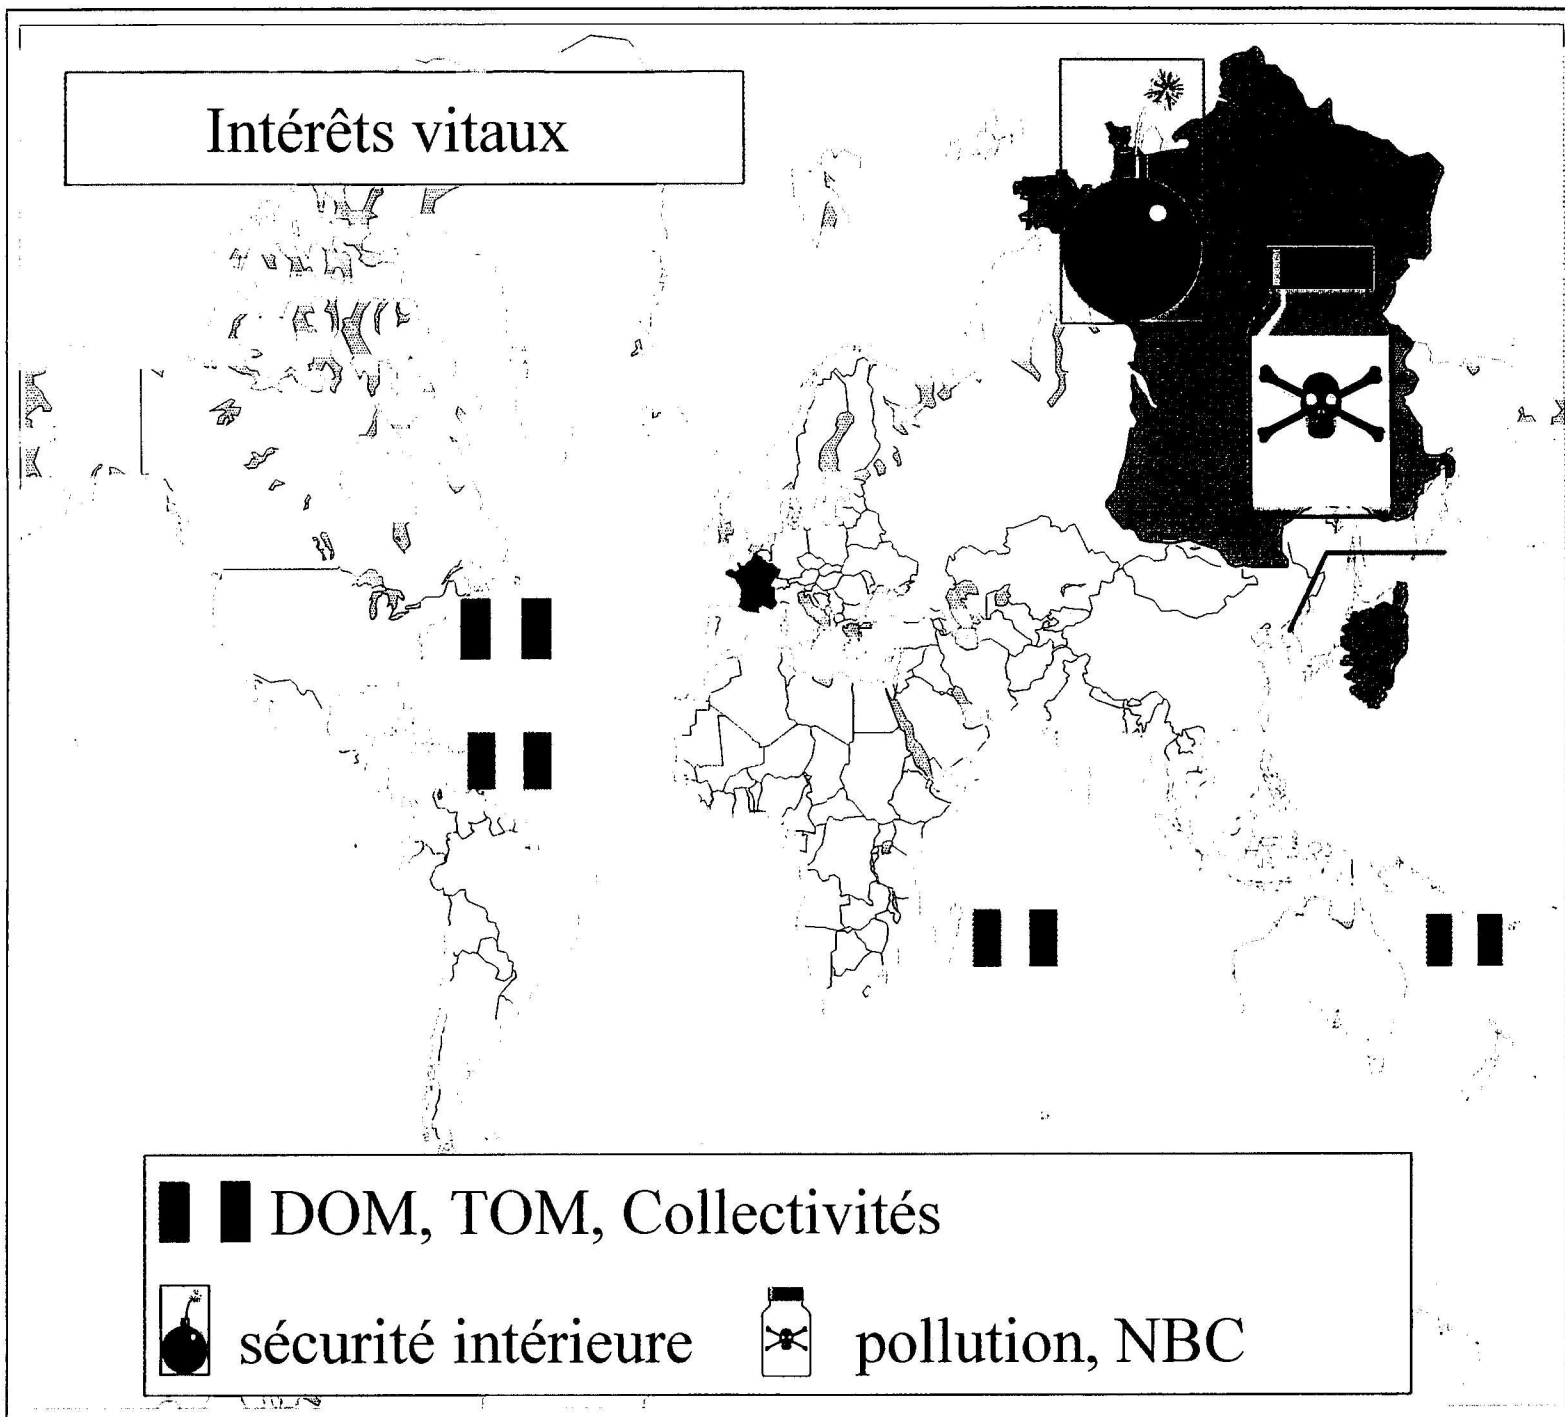 Intérêts vitaux
DOM, TOM, Collectivités
sécurité intérieure
pollution, NBC